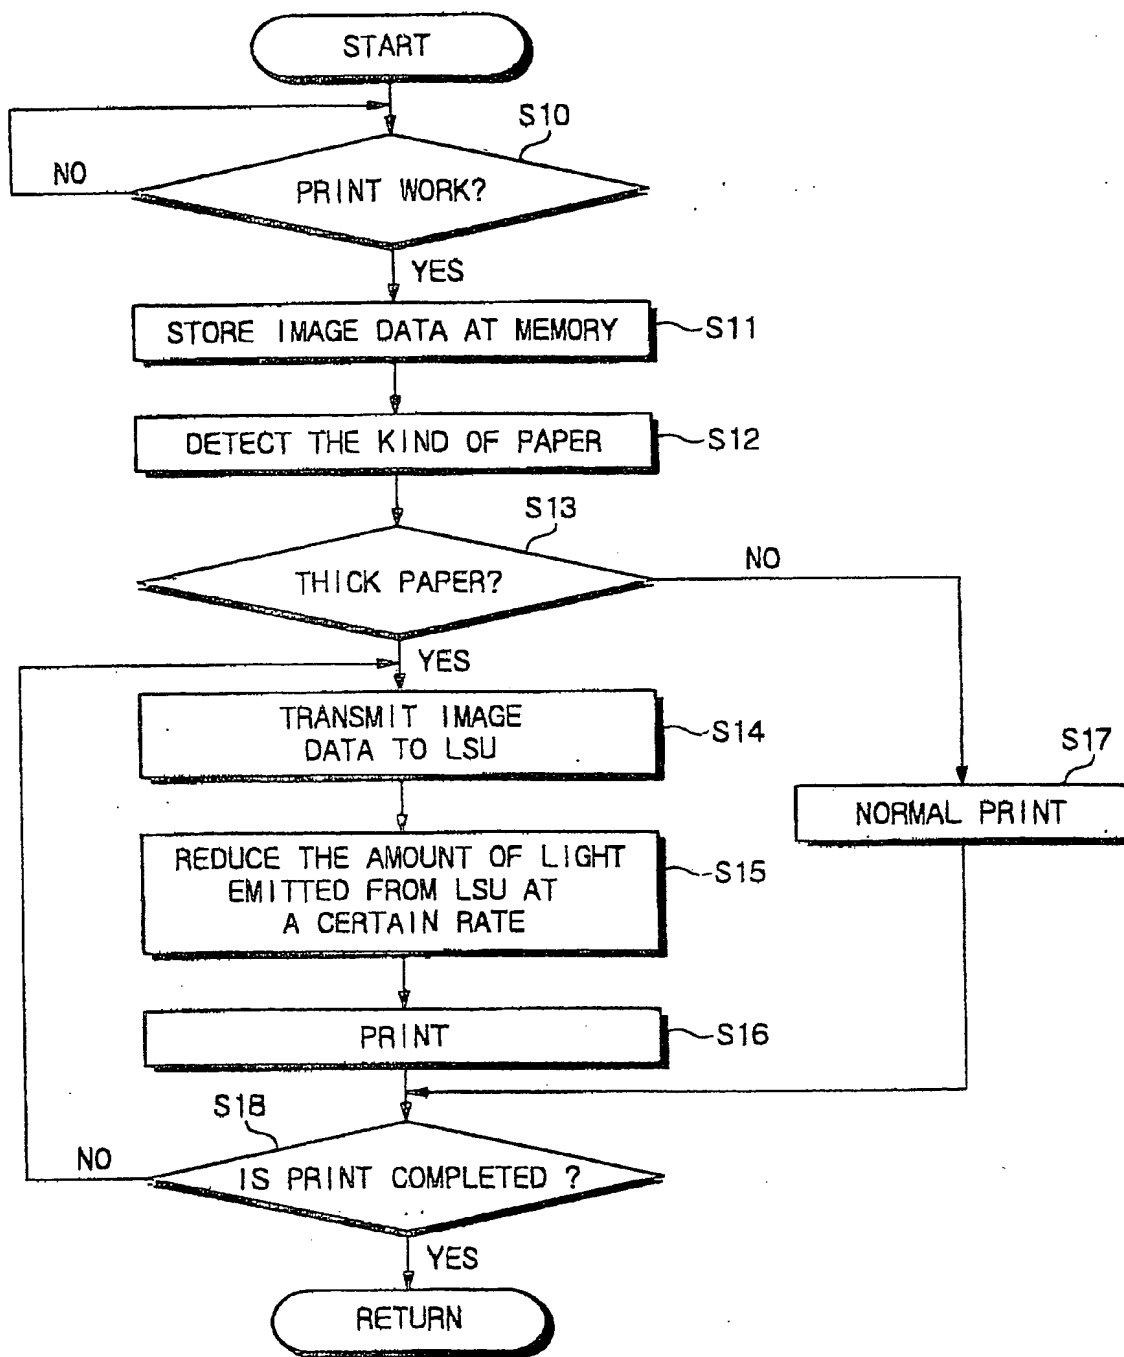 START
S10
NO
PRINT WORK?
YES
STORE IMAGE DATA AT MEMORY
S11
DETECT THE KIND OF PAPER
S12
S13
THICK PAPER?
NO
YES
TRANSMIT IMAGE
DATA TO LSU
S14
S17
NORMAL PRINT
REDUCE THE AMOUNT OF LIGHT
EMITTED FROM LSU AT
A CERTAIN RATE
S15
PRINT
S16
S18
NO
IS PRINT COMPLETED ?
YES
RETURN